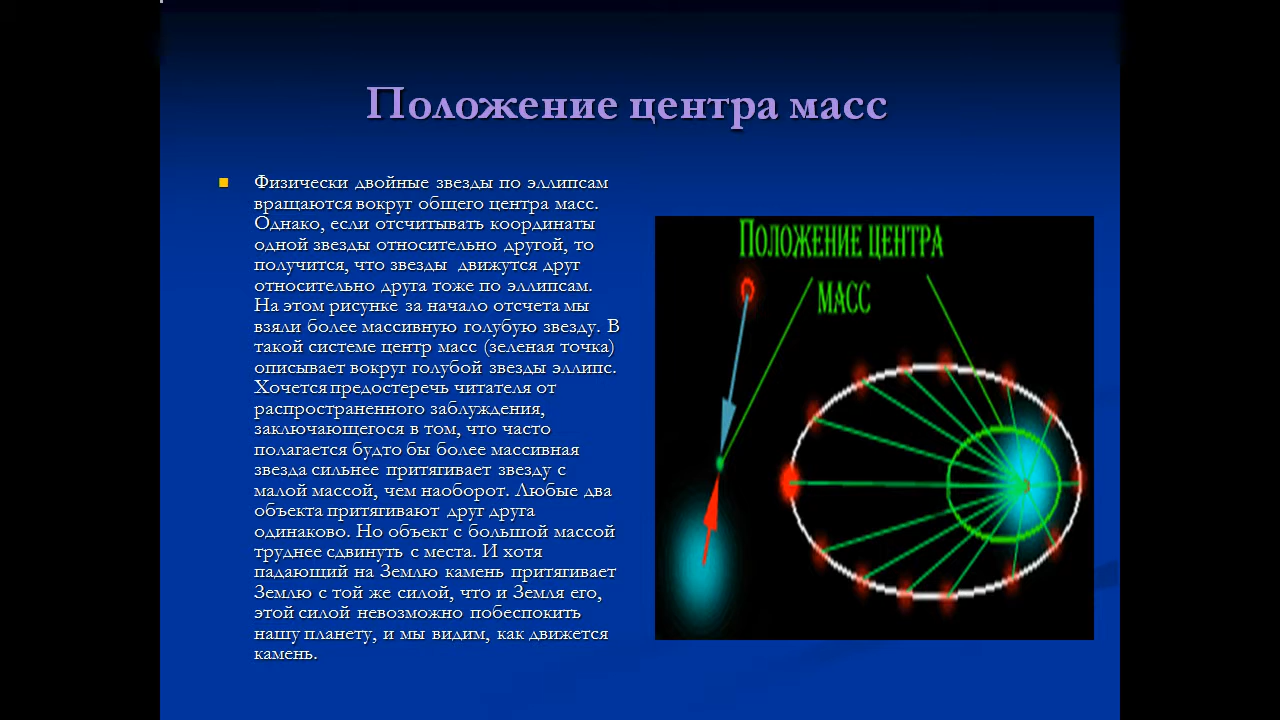 Положение центра масс
Физически двойные звезды по эллипсам
вращаются вокруг общего центра масс.
Однако, если отсчитывать координаты
одной звезды относительно другой, то
получится, что звезды движутся друг
относительно друга тоже по эллипсам.
На этом рисунке за начало отсчета мы
взяли более массивную голубую звезду. В
такой системе центр масс (зеленая точка)
описывает вокруг голубой звезды эллипс.
Хочется предостеречь читателя от
распространенного заблуждения,
заключающегося в том, что часто
полагается будто бы более массивная
звезда сильнее притягивает звезду с
малой массой, чем наоборот. Любые два
объекта притягивают друг друга
одинаково. Но объект с большой массой
труднее сдвинуть с места. И хотя
падающий на Землю камень притягивает
Землю с той же силой, что и Земля его,
этой силой невозможно побеспокить
нашу планету, и мы видим, как движется
камень.
ПОЛОЖЕНИЕ ЦЕНТРА
МАСС